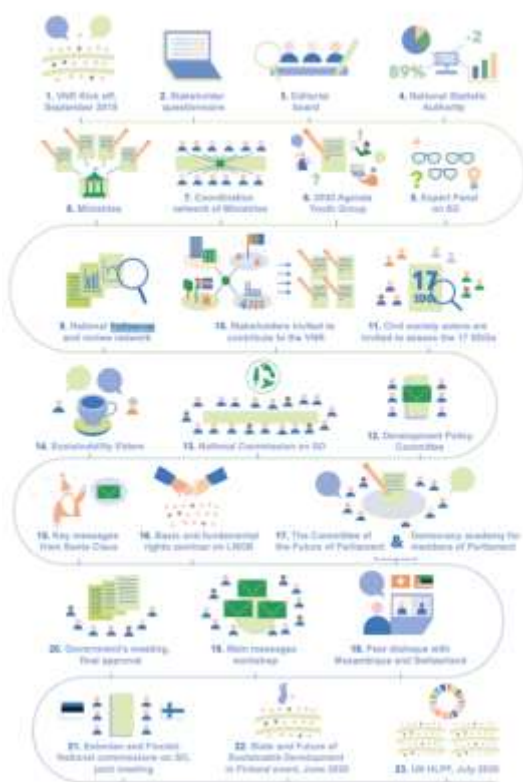 1. VNR Kick off,
September 2019
2. Stakeholder
questionnaire
3. Editorial
board
89%
-2
4. National Statistic
Authority
5. Ministries
7. Coordination
network of Ministries
6. 2030 Agenda
Youth Group
8. Expert Panel
on SD
9. National
and review network
10. Stakeholders invited to
contribute to the VNR
17
SDG
11. Civil society actors are
invited to assess the 17 SDGs
14. Sustainability
13. National Commission on SD
12. Development Policy
Committee
15. Key messages
from Santa Claus
16. Basis and fundamental
rights seminar on LNOB
17. The Committee of
the Future of Parliament
&
Democracy academy for
members of Parliament
20. Government's meeting,
final approval
19. Main messages
workshop
18. Peer dialogue with
Mozambique and Switzerland
21. Estonian and Finnish
National commissions on SD,
joint meeting
22. State and Future of
Sustainable Development
in Finland event, June 2020
23. UN HLPF, July 2020